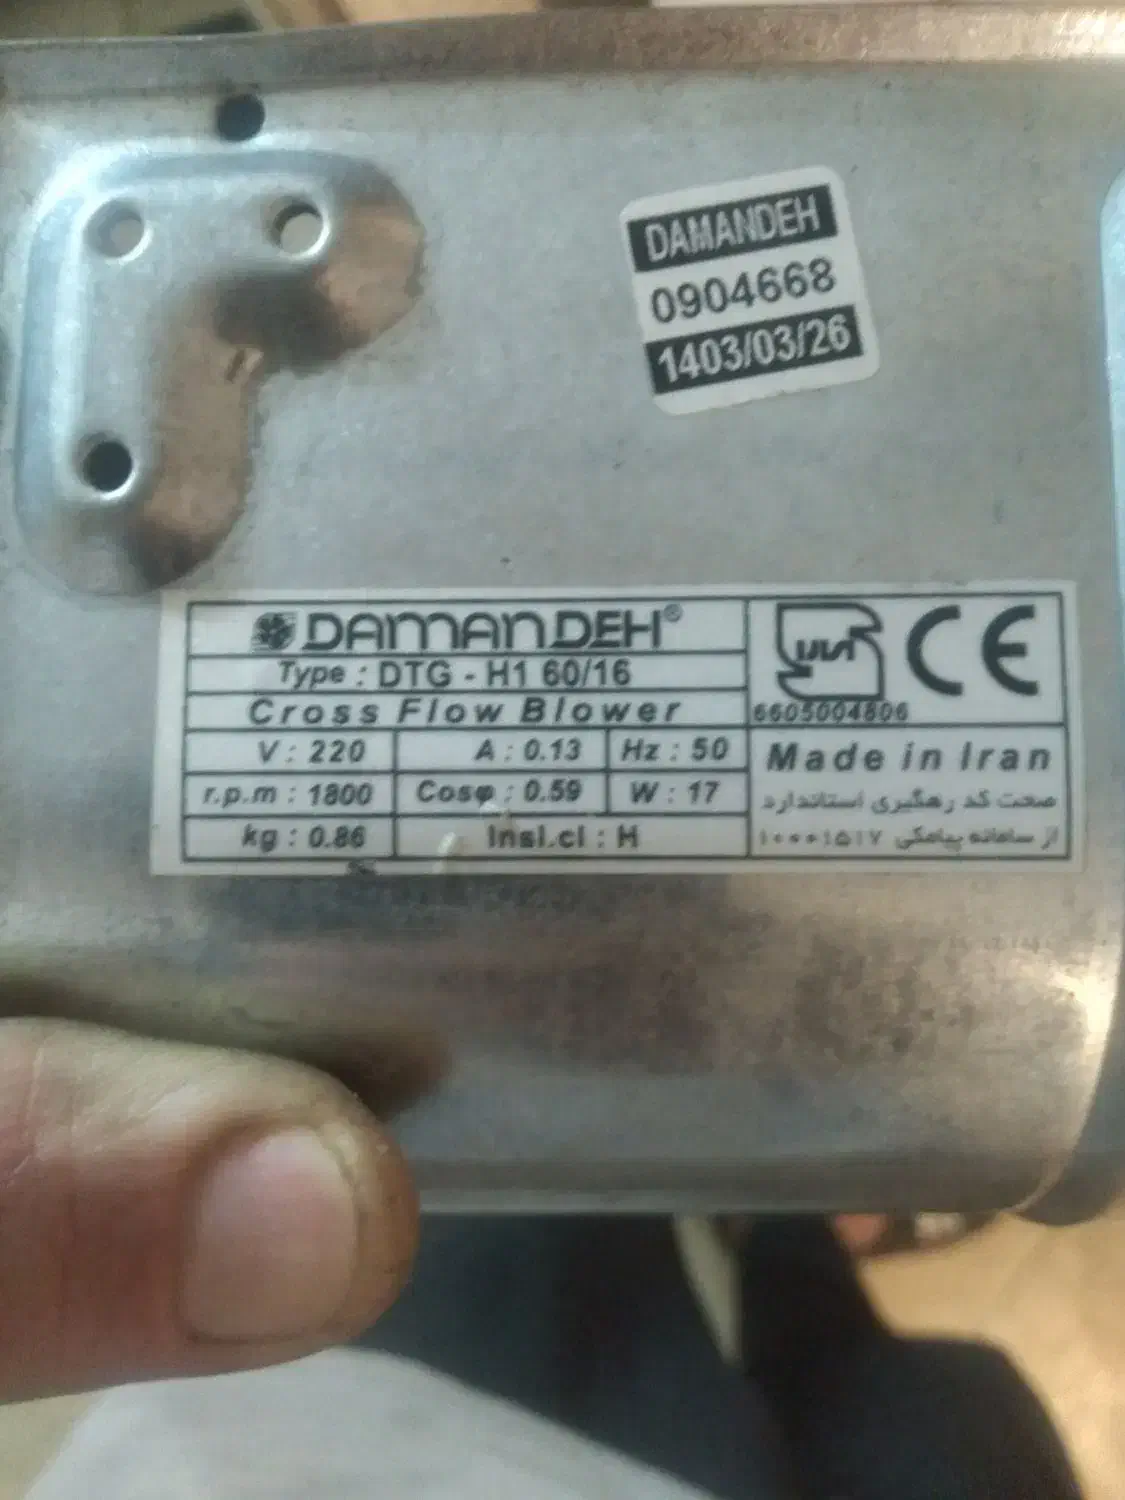 DAMANDEH
0904668
1403/03/26
DAMANDEH®
Type : DTG - H1 60/16
Cross Flow Blower
V : 220 A : 0.13 Hz : 50
r.p.m : 1800 Cosφ : 0.59 W : 17
kg : 0.86 Insl.cl : H
CE
6605004806
Made in Iran
صحت کد رهگیری استاندارد
از سامانه پیامکی ۱۰۰۰۱۵۱۷